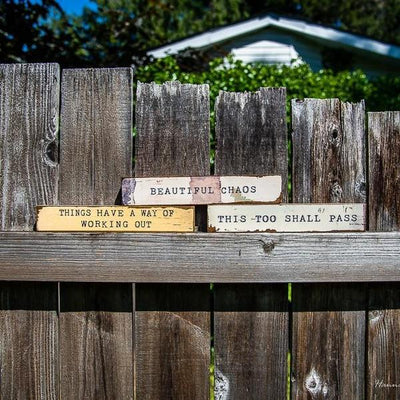 BEAUTIFUL CHAOS
THINGS HAVE A WAY OF
WORKING OUT
THIS TOO SHALL PASS